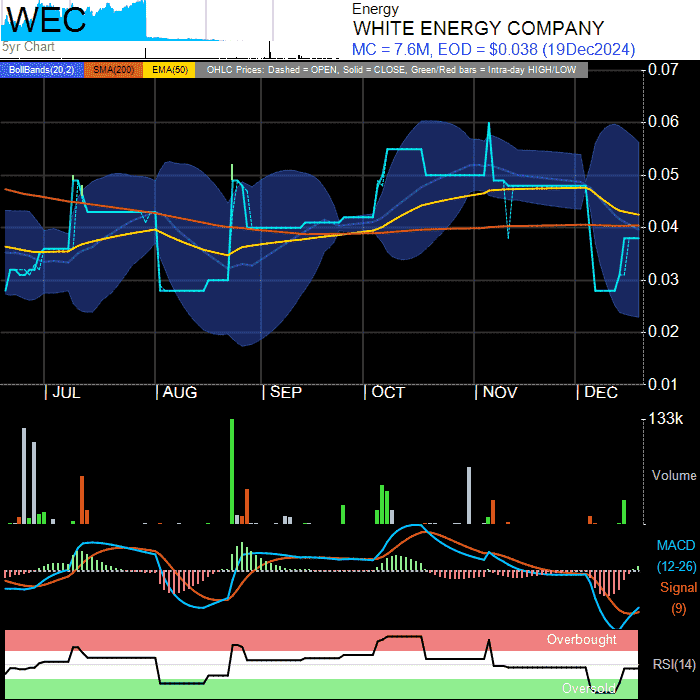 WEC
5yr Chart
Energy
WHITE ENERGY COMPANY
MC = 7.6M, EOD = $0.038 (19Dec2024)
BollBands(20,2) SMA(200) EMA(50) OHLC Prices: Dashed = OPEN, Solid = CLOSE, Green/Red bars = Intra-day HIGH/LOW
0.07
0.06
0.05
0.04
0.03
0.02
0.01
| JUL | AUG | SEP | OCT | NOV | DEC
133k
Volume
MACD
(12-26)
Signal
(9)
Overbought
RSI(14)
Oversold